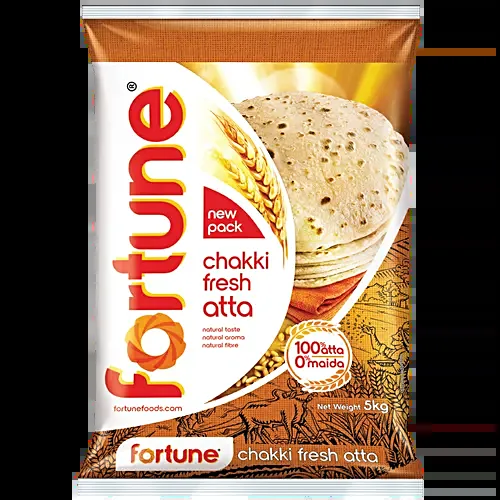 fortune®
new
pack
chakki
fresh
atta
natural taste
natural aroma
natural fibre
100% atta
0% maida
fortunefoods.com
Net Weight 5kg
fortune
chakki fresh atta